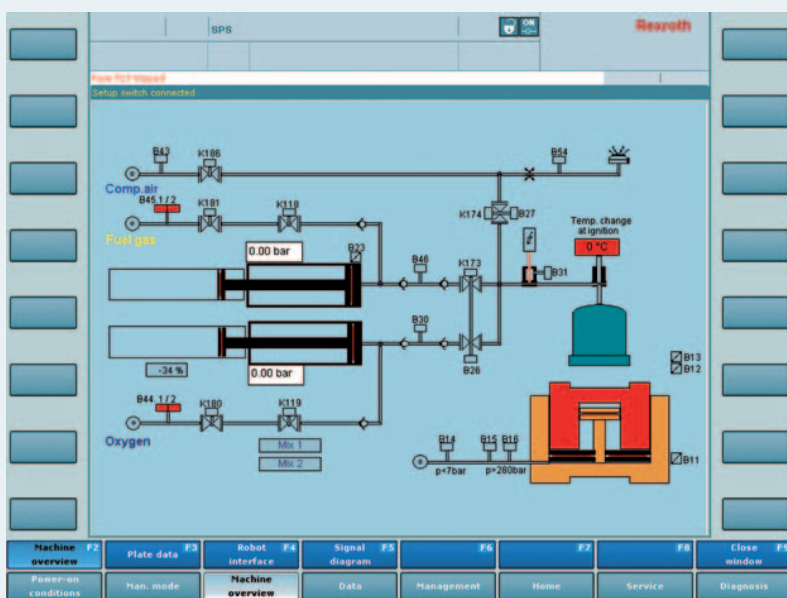 SPS
ON
Rexroth
Setup switch connected
B43
K186
B54
Comp.air
B45.1 / 2
K181
K118
K174
B27
Temp. change
at ignition
0 °C
Fuel gas
0.00 bar
B23
B46
K173
B31
B30
B26
-34 %
0.00 bar
B13
B12
B44.1 / 2
K180
K119
Oxygen
Mix 1
Mix 2
B14
B15
B16
p<7bar
p>280bar
B11
Machine
overview
F2
Plate data
F3
Robot
interface
F4
Signal
diagram
F5
F6
F7
F8
Close
window
F9
Power-on
conditions
Man. mode
Machine
overview
Data
Management
Home
Service
Diagnosis